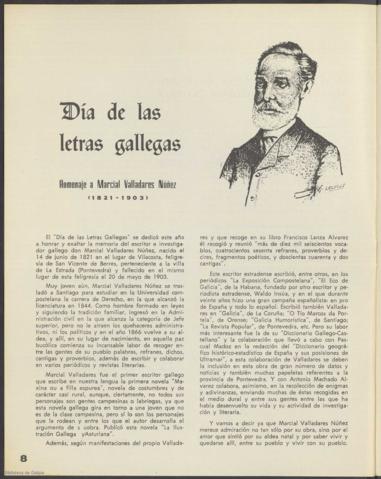 Día de las
letras gallegas
Homenaje a Marcial Valladares Núñez
(1821-1903)
El "Día de las Letras Gallegas" se dedicó este año
a honrar y exaltar la memoria del escritor e investiga-
dor gallego don Marcial Valladares Núñez, nacido el
14 de junio de 1821 en el lugar de Vilacosta, feligre-
sía de San Vicente de Berres, perteneciente a la villa
de La Estrada (Pontevedra) y fallecido en el mismo
lugar de esta feligresía el 20 de mayo de 1903.
Muy joven aún, Marcial Valladares Núñez se tras-
ladó a Santiago para estudiar en la Universidad com-
postelana la carrera de Derecho, en la que alcanzó la
licenciatura en 1844. Como hombre formado en leyes
y siguiendo la tradición familiar, ingresó en la Admi-
nistración civil en la que alcanza la categoría de Jefe
superior, pero no le atraen los quehaceres administra-
tivos, ni los políticos y en el año 1866 vuelve a su al-
dea, y allí, en su lugar de nacimiento, en aquella paz
bucólica comienza su incansable labor de recoger en-
tre las gentes de su pueblo palabras, refranes, dichos,
cantigas y proverbios, además de escribir y colaborar
en varios periódicos y revistas literarias.
Marcial Valladares fue el primer escritor gallego
que escribe en nuestra lengua la primera novela "Ma-
xina ou a filla espurea", novela de costumbres y de
carácter casi rural, aunque, ciertamente, no todos sus
personajes son gentes campesinas o labriegas, ya que
esta novela gallega gira en torno a una joven que no
es de la clase campesina, pero sí lo son los personajes
que la rodean y entre los que el autor desarrolla el
argumento de su obra. Publicó esta novela "La Ilus-
tración Gallega y Asturiana".
Además, según manifestaciones del propio Vallada-
res y que recoge en su libro Francisco Lanza Alvarez
él recogió y reunió "más de diez mil seiscientos voca-
blos, cuatrocientos sesenta refranes, proverbios y de-
cires, fragmentos poéticos, y doscientas cuarenta y dos
cantigas".
Este escritor estradense escribió, entre otros, en los
periódicos "La Exposición Compostelana", "El Eco de
Galicia", de la Habana, fundado por otro escritor y pe-
riodista estradense, Waldo Insúa, y en el que durante
veinte años hizo una gran campaña españolista en pro
de España y todo lo español. Escribió también Vallada-
res en "Galicia", de La Coruña; "O Tío Marcos da Por-
tela", de Orense; "Galicia Humorística", de Santiago;
"La Revista Popular", de Pontevedra, etc. Pero su labor
más interesante fue la de su "Diccionario Gallego-Cas-
tellano" y la colaboración que llevó a cabo con Pas-
cual Madoz en la redacción del "Diccionario geográ-
fico histórico-estadístico de España y sus posiciones de
Ultramar", a esta colaboración de Valladares se deben
la inclusión en esta obra de gran número de datos y
noticias y también muchas papeletas referentes a la
provincia de Pontevedra. Y con Antonio Machado Al-
varez colabora, asimismo, en la recolección de enigmas
y adivinanzas, enviando muchas de éstas recogidas en
el medio rural y entre sus gentes entre las que ha
había desenvuelto su vida y su actividad de investiga-
ción y literaria.
Y vamos a decir ya que Marcial Valladares Núñez
merece admiración no tan sólo por su obra, sino por el
amor que sintió por su aldea natal y por saber vivir y
quedarse allí, entre su pueblo y vivir con su pueblo.
8
Biblioteca de Galicia